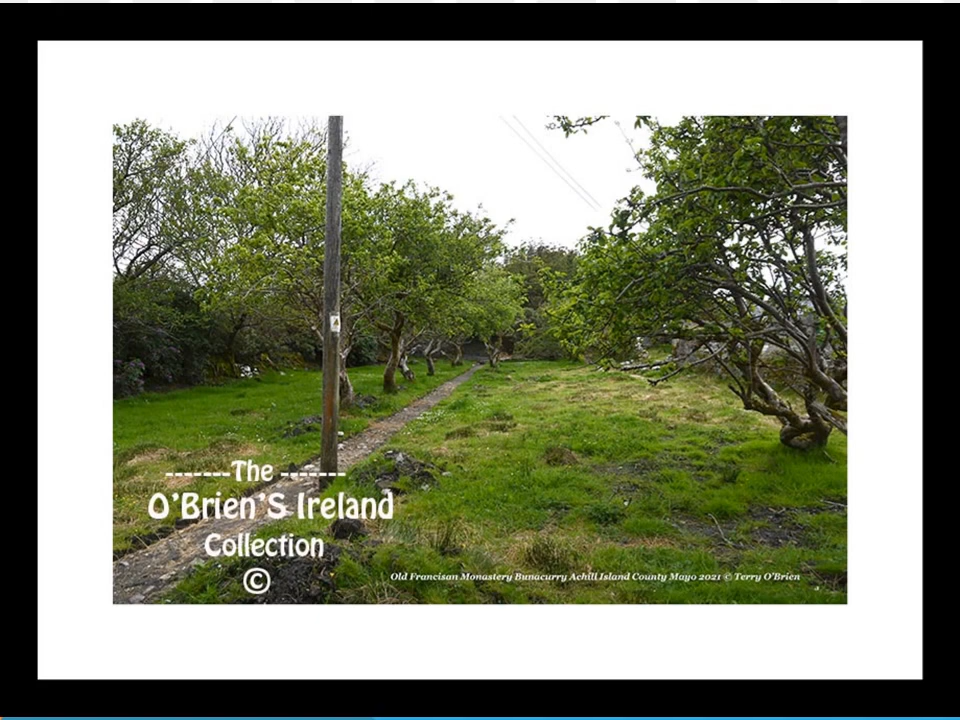 -------The -------
O'Brien'S Ireland
Collection
©
Old Francisan Monastery Bunacurry Achill Island County Mayo 2021 © Terry O'Brien